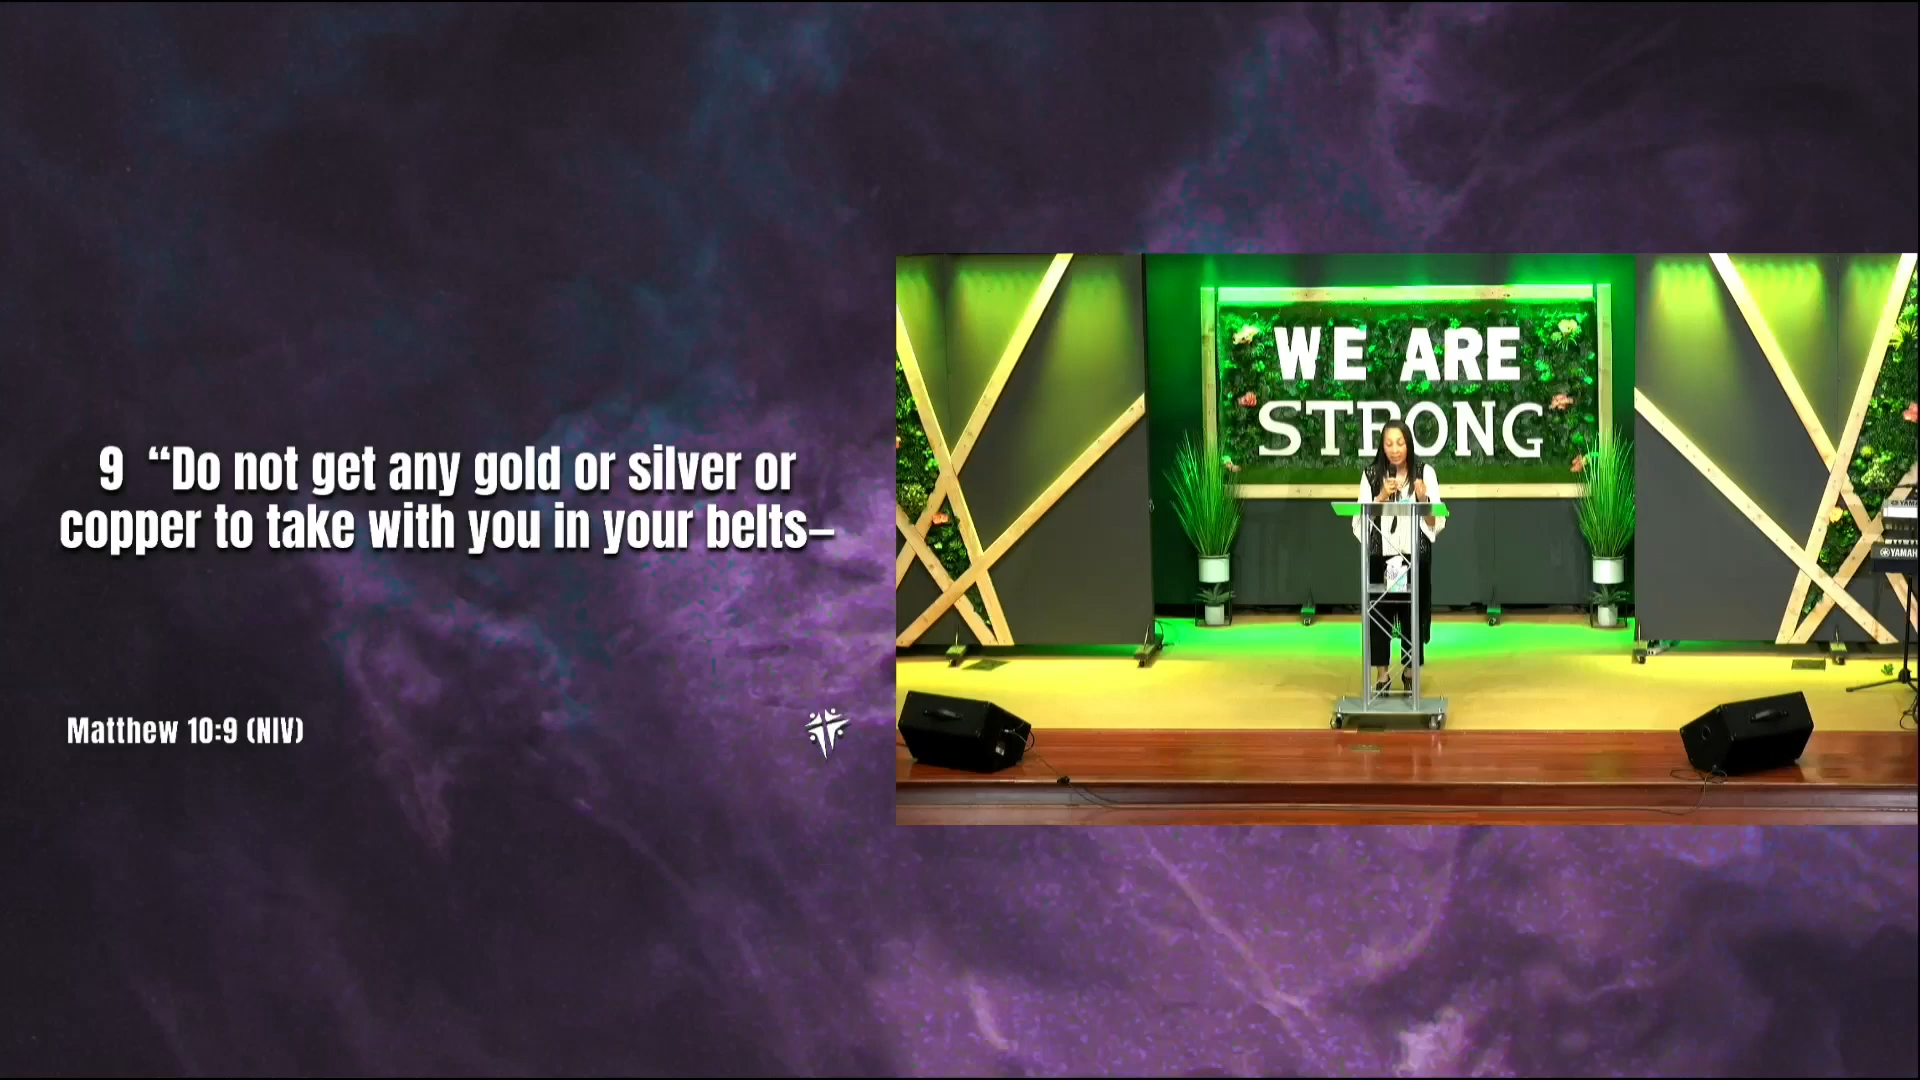 9 “Do not get any gold or silver or
copper to take with you in your belts—
Matthew 10:9 (NIV)
WE ARE
STRONG
YAMAHA